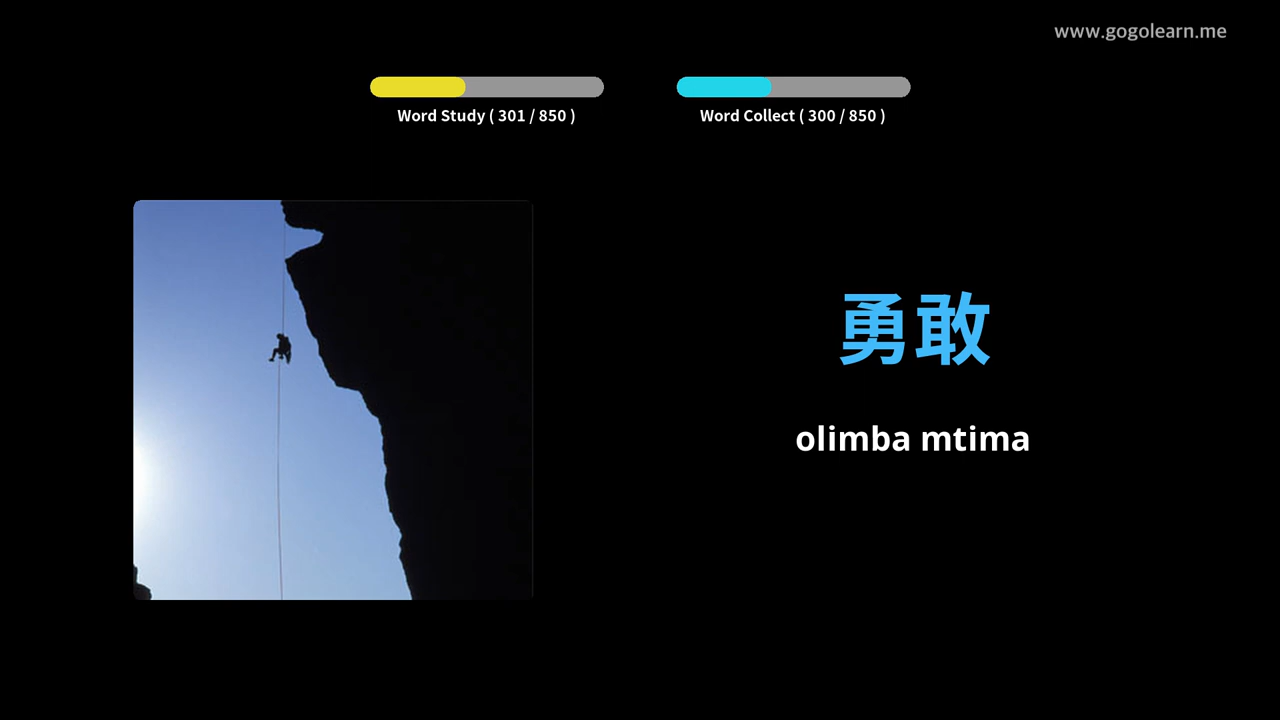 www.gogolearn.me
Word Study ( 301 / 850 )
Word Collect ( 300 / 850 )
勇敢
olimba mtima